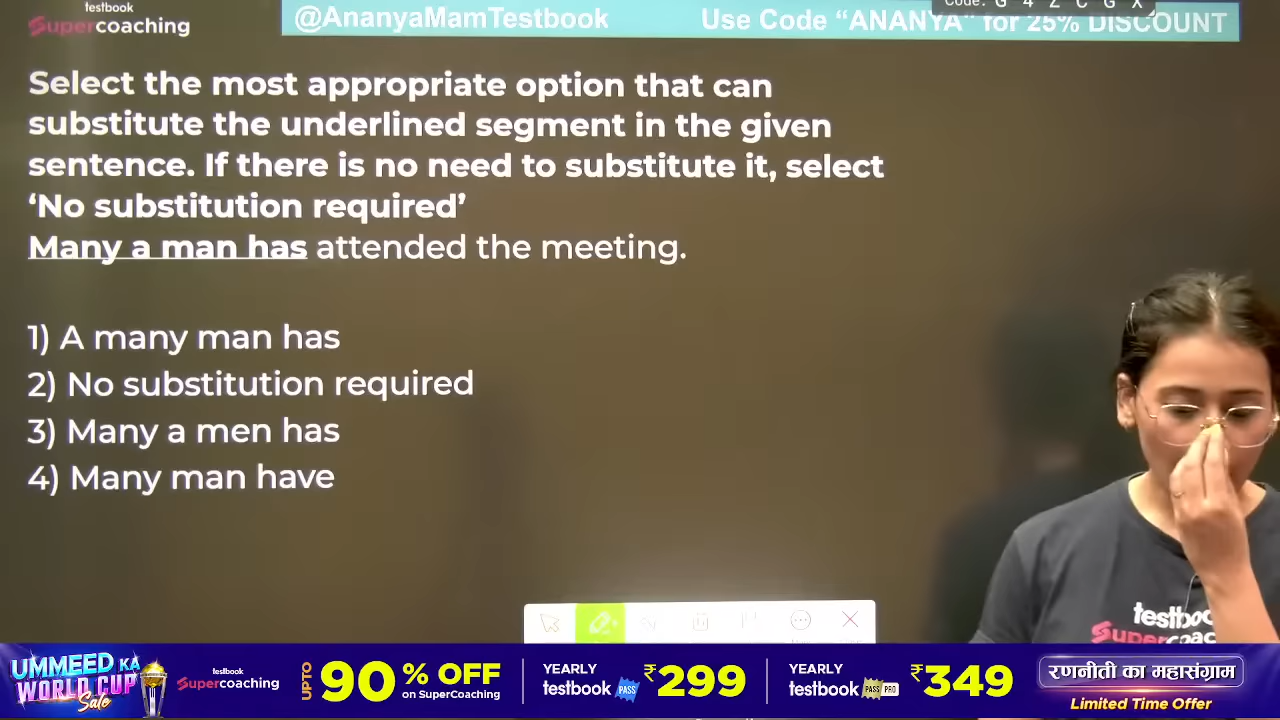 testbook
Supercoaching
@AnanyaMamTestbook
Use Code “ANANYA” for 25% DISCOUNT
Code: G 4 Z C G X
Select the most appropriate option that can
substitute the underlined segment in the given
sentence. If there is no need to substitute it, select
‘No substitution required’
Many a man has attended the meeting.
1) A many man has
2) No substitution required
3) Many a men has
4) Many man have
testbook
Supercoac
UMMEED KA
WORLD CUP
Sale
testbook
Supercoaching
UPTO
90% OFF
on SuperCoaching
YEARLY
testbook PASS
₹299
YEARLY
testbook PASS PRO
₹349
रणनीती का महासंग्राम
Limited Time Offer